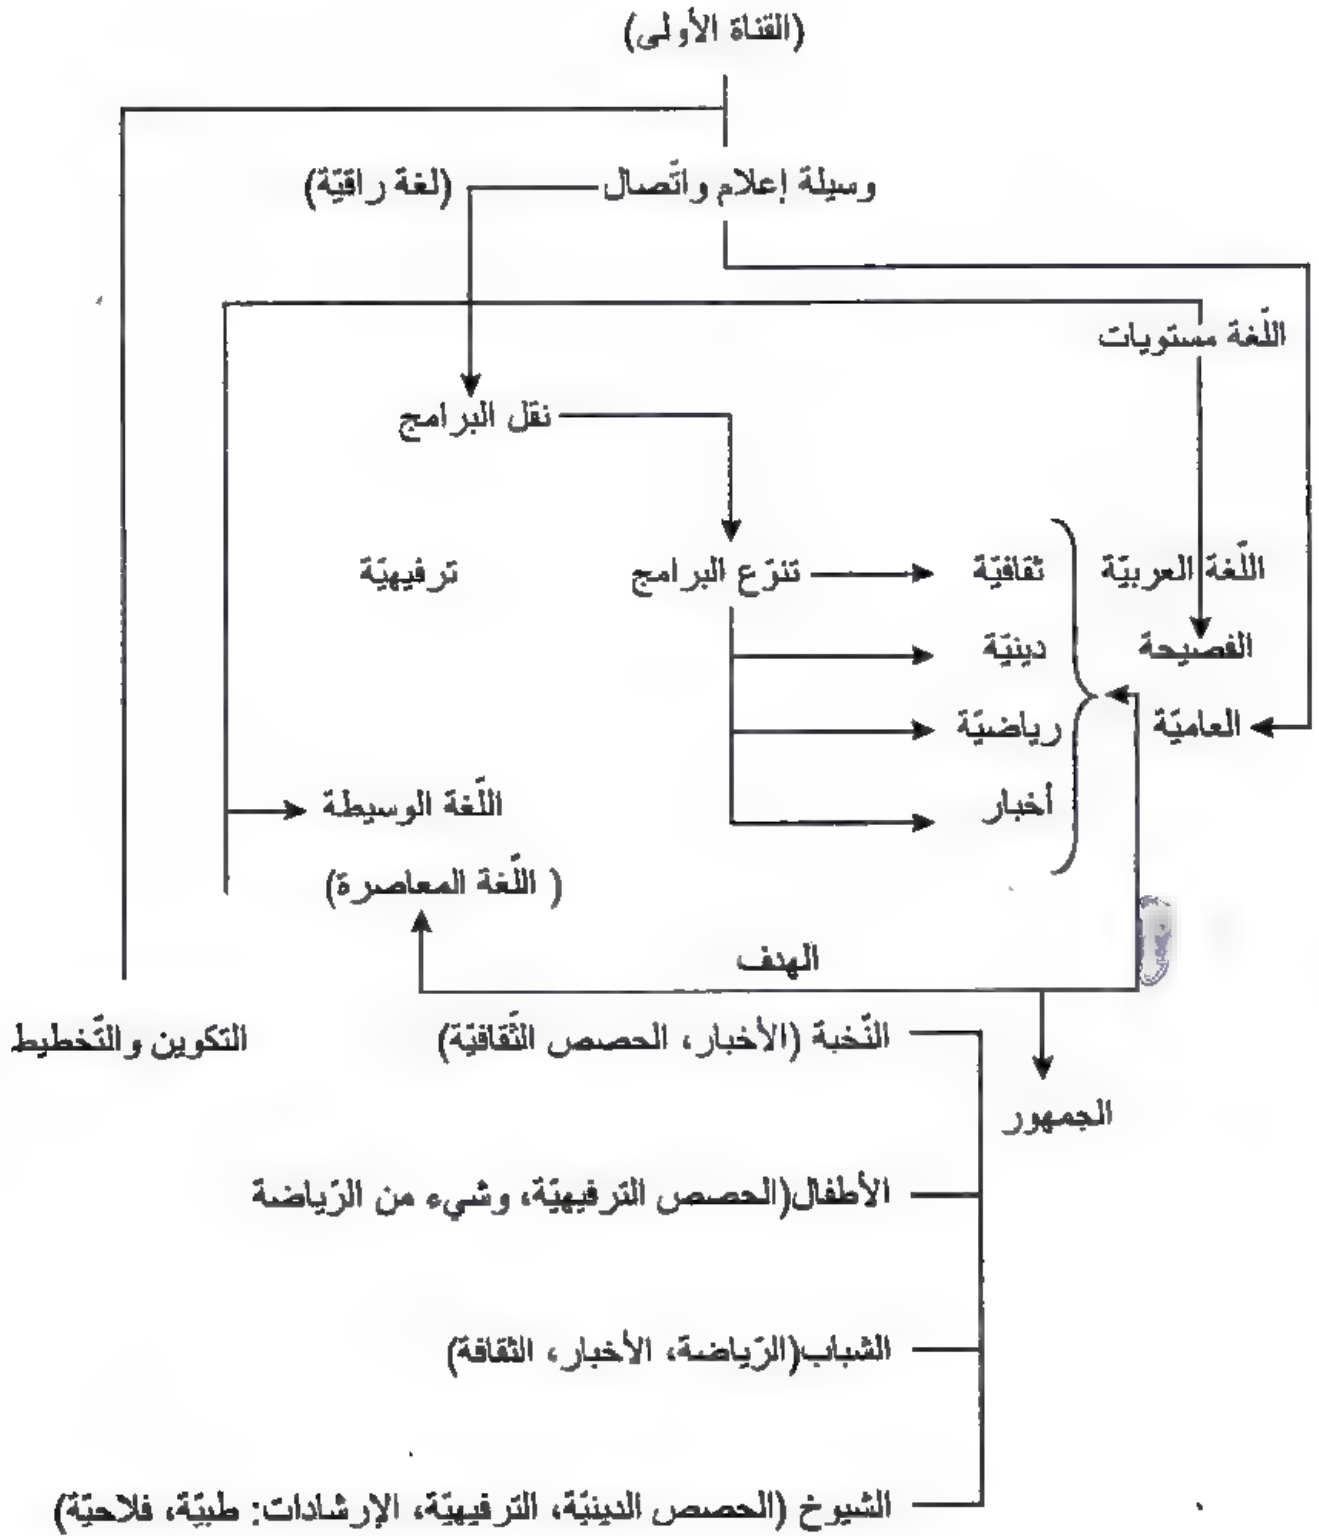 (القناة الأولى)
وسيلة إعلام واتّصال
(لغة راقيّة)
اللّغة مستويات
نقل البرامج
اللّغة العربيّة
ثقافيّة
تنوّع البرامج
ترفيهيّة
الفصيحة
دينيّة
العاميّة
رياضيّة
أخبار
اللّغة الوسيطة
( اللّغة المعاصرة)
الهدف
النّخبة (الأخبار، الحصص الثّقافيّة)
التكوين والتّخطيط
الجمهور
الأطفال(الحصص الترفيهيّة، وشيء من الرّياضة
الشباب(الرّياضة، الأخبار، الثقافة)
الشيوخ (الحصص الدينيّة، الترفيهيّة، الإرشادات: طبيّة، فلاحيّة)